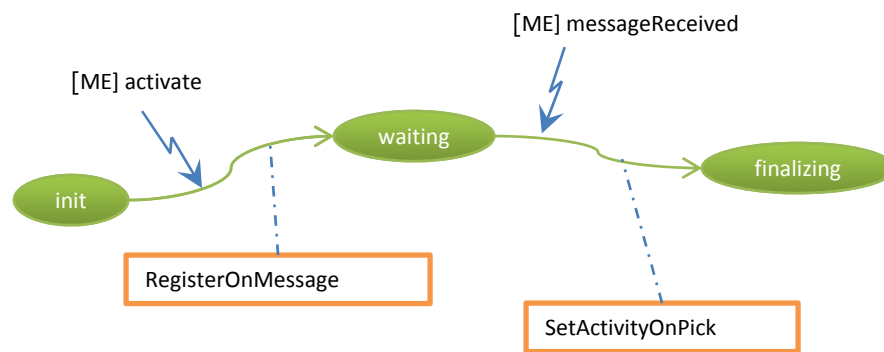 [ME] messageReceived
[ME] activate
waiting
finalizing
init
RegisterOnMessage
SetActivityOnPick